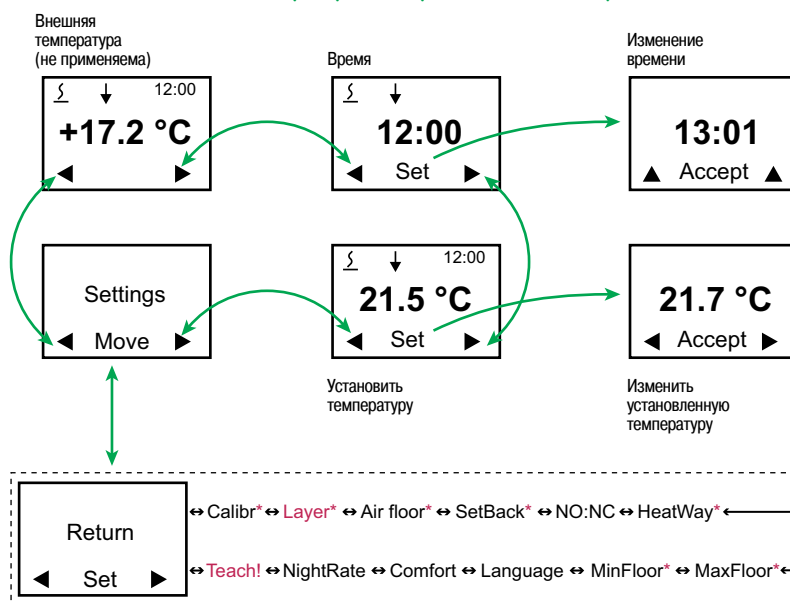 Внешняя
температура
(не применяема)
Время
Изменение
времени
12:00
+17.2 °C
12:00
Set
13:01
Accept
Settings
Move
12:00
21.5 °C
Set
21.7 °C
Accept
Установить
температуру
Изменить
установленную
температуру
Return
Set
Calibr* ↔ Layer* ↔ Air floor* ↔ SetBack* ↔ NO:NC ↔ HeatWay*
Teach! ↔ NightRate ↔ Comfort ↔ Language ↔ MinFloor* ↔ MaxFloor*